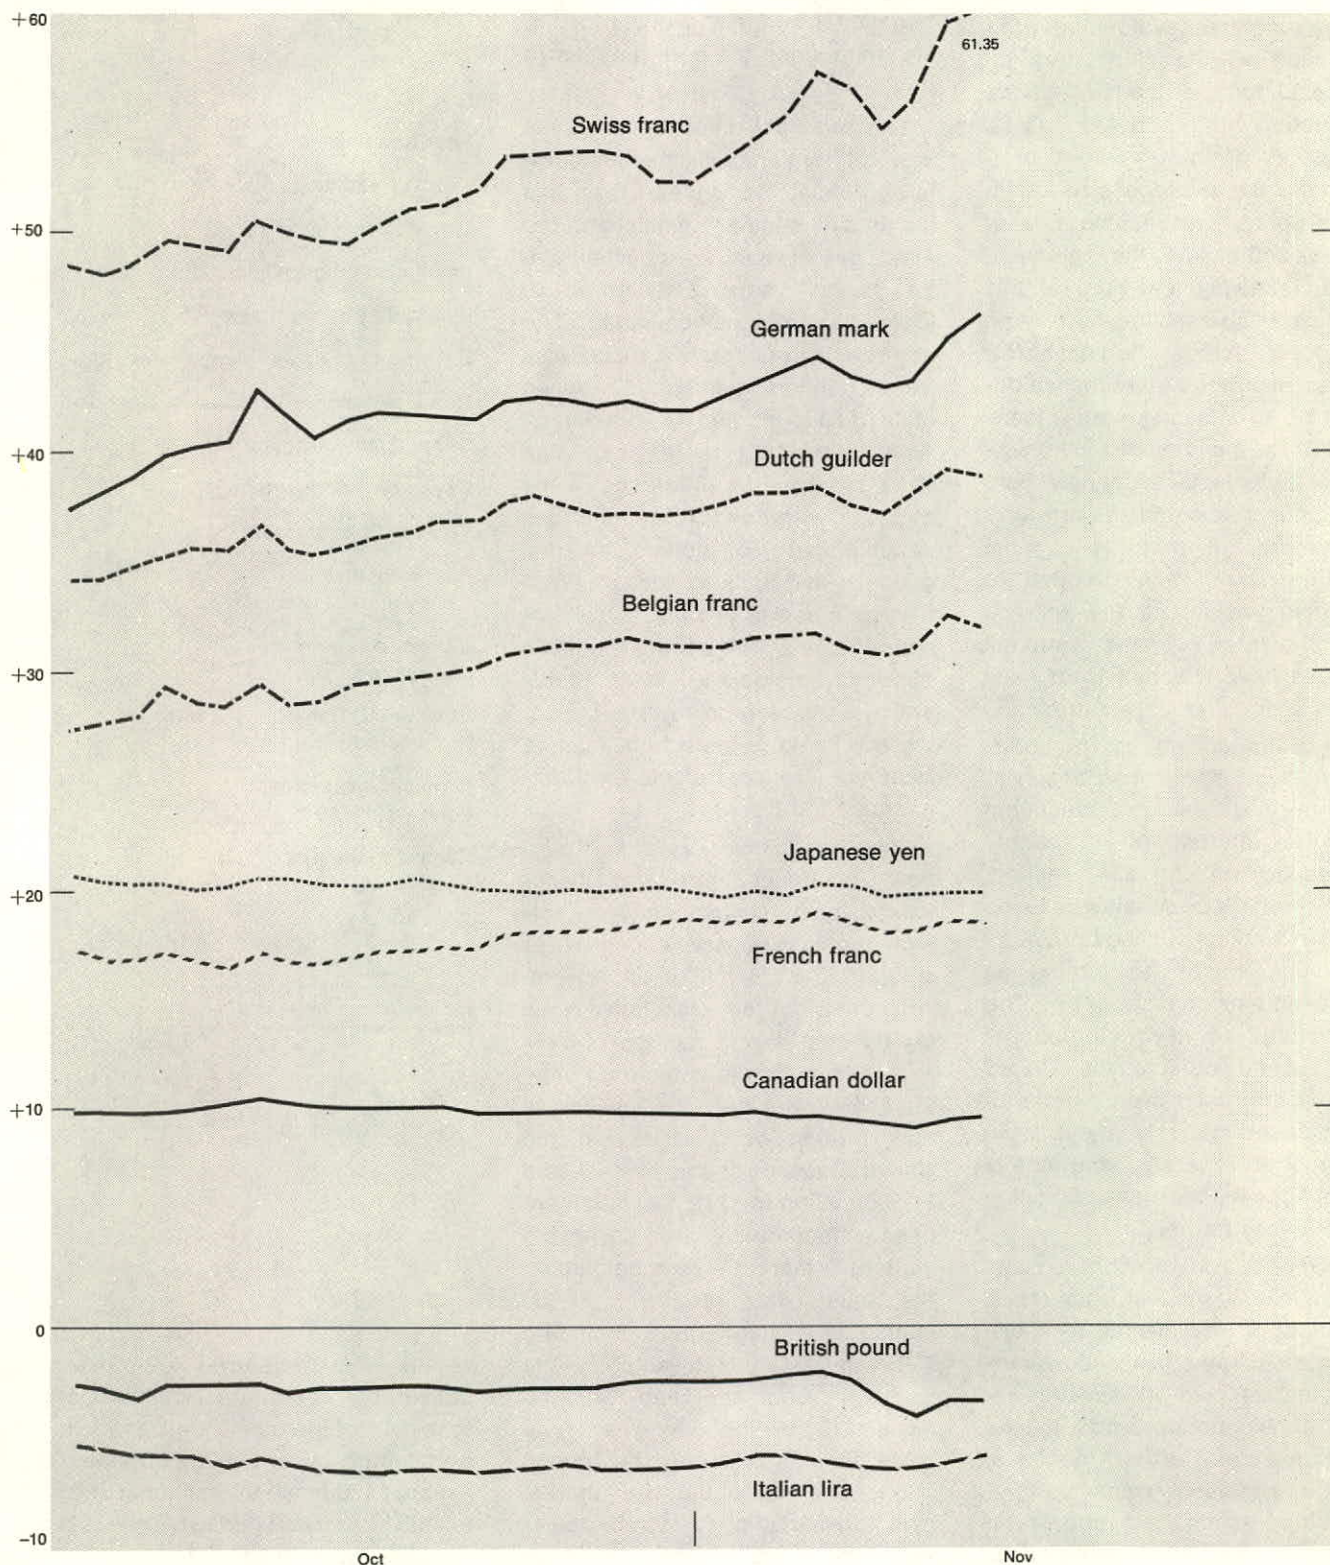 +60
61.35
Swiss franc
+50
German mark
+40
Dutch guilder
Belgian franc
+30
Japanese yen
+20
French franc
Canadian dollar
+10
0
British pound
Italian lira
-10
Oct
Nov